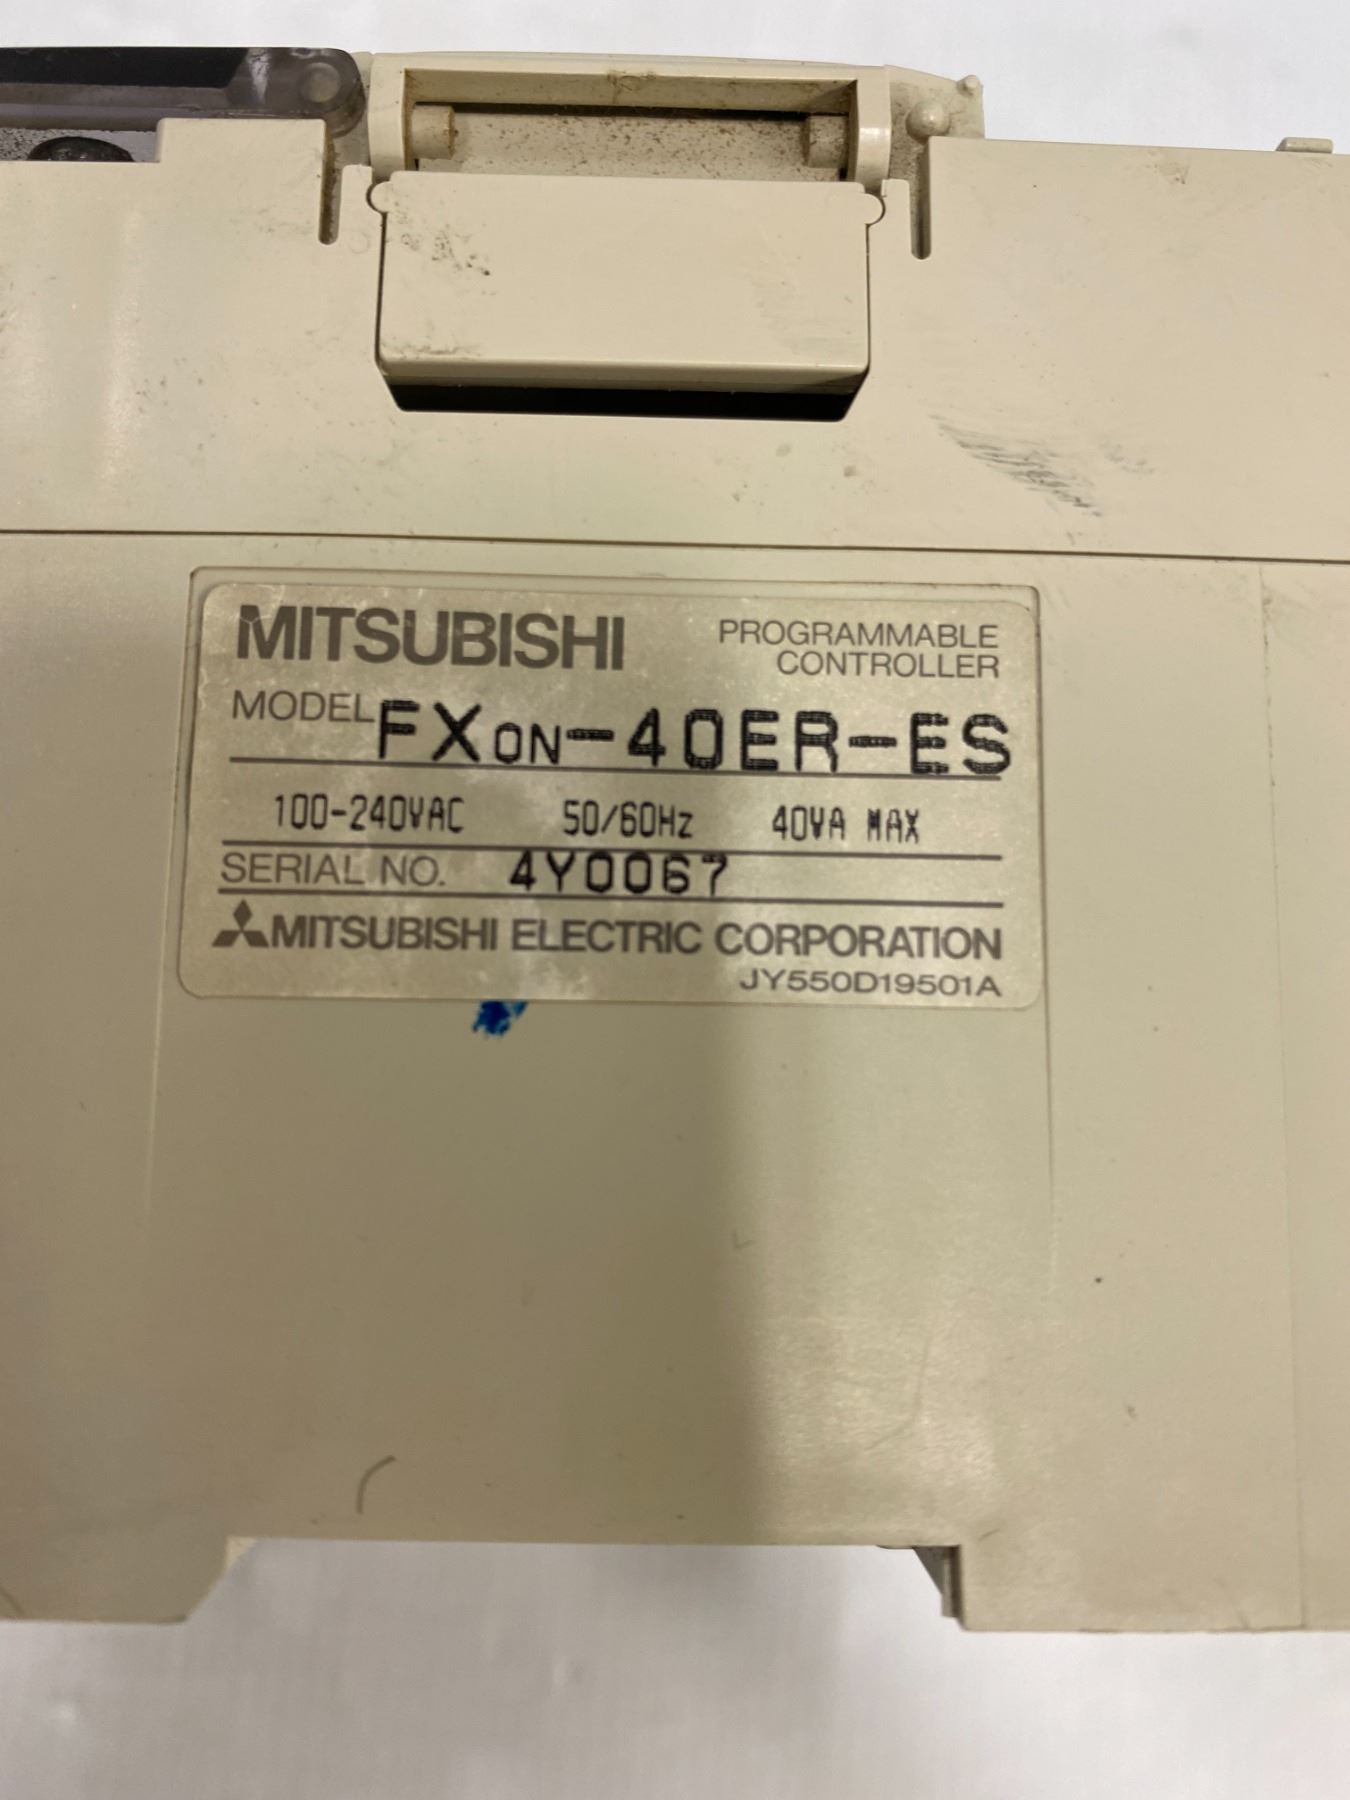 MITSUBISHI PROGRAMMABLE
CONTROLLER
MODEL FX0N-40ER-ES
100-240VAC 50/60Hz 40VA MAX
SERIAL NO. 4Y0067
MITSUBISHI ELECTRIC CORPORATION
JY550D19501A